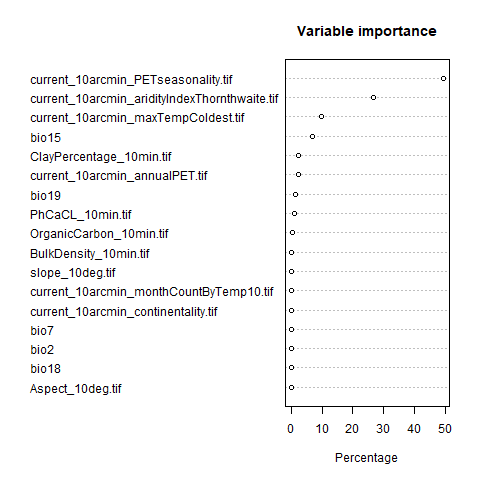 Variable importance
current_10arcmin_PETseasonality.tif
current_10arcmin_aridityIndexThornthwaite.tif
current_10arcmin_maxTempColdest.tif
bio15
ClayPercentage_10min.tif
current_10arcmin_annualPET.tif
bio19
PhCaCL_10min.tif
OrganicCarbon_10min.tif
BulkDensity_10min.tif
slope_10deg.tif
current_10arcmin_monthCountByTemp10.tif
current_10arcmin_continentality.tif
bio7
bio2
bio18
Aspect_10deg.tif
0 10 20 30 40 50
Percentage